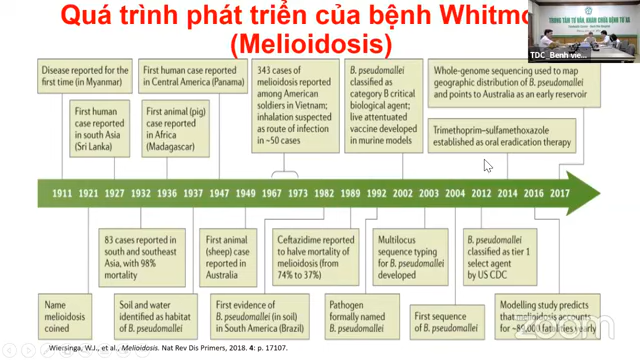 Quá trình phát triển của bệnh Whitmo
(Melioidosis)
TRUNG TÂM TƯ VẤN, KHÁM CHỮA BỆNH TỪ XA
TDC_Benh vie...
Disease reported for the
first time (in Myanmar)
First human case reported
in Central America (Panama)
343 cases of
melioidosis reported
among American
soldiers in Vietnam;
inhalation suspected
as route of infection
in ~50 cases
B. pseudomallei
classified as
category B critical
biological agent;
live attenuated
vaccine developed
in murine models
Whole-genome sequencing used to map
geographic distribution of B. pseudomallei
and points to Australia as an early reservoir
First human
case reported
in south Asia
(Sri Lanka)
First animal (pig)
case reported
in Africa
(Madagascar)
Trimethoprim–sulfamethoxazole
established as oral eradication therapy
1911 1921 1927 1932 1936 1937 1947 1949 1967 1973 1982 1989 1992 2002 2003 2004 2012 2014 2016 2017
83 cases reported in
south and southeast
Asia, with 98%
mortality
First animal
(sheep) case
reported in
Australia
Ceftazidime reported
to halve mortality of
melioidosis (from
74% to 37%)
Multilocus
sequence typing
for B. pseudomallei
developed
B. pseudomallei
classified as tier 1
select agent
by US CDC
Name
melioidosis
coined
Soil and water
identified as habitat
of B. pseudomallei
First evidence of
B. pseudomallei (in soil)
in South America (Brazil)
Pathogen
formally named
B. pseudomallei
First sequence
of B. pseudomallei
Modelling study predicts
that melioidosis accounts
for ~89,000 fatalities yearly
zoom
Wiersinga, W.J., et al., Melioidosis. Nat Rev Dis Primers, 2018. 4: p. 17107.